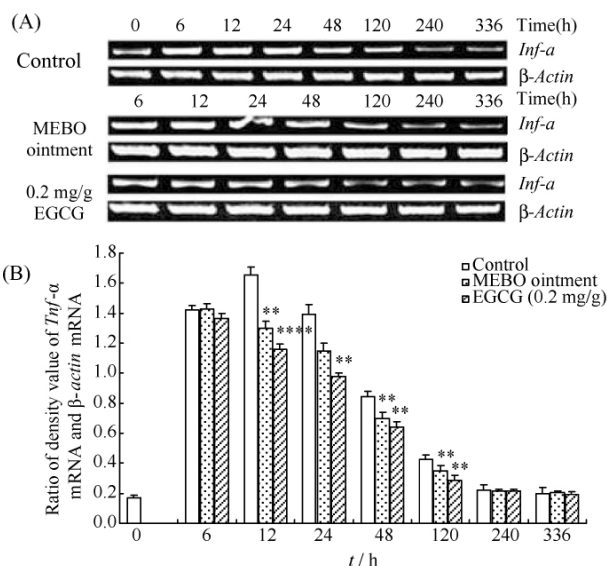 (A)
0 6 12 24 48 120 240 336 Time(h)
Control
Inf-a
β-Actin
6 12 24 48 120 240 336 Time(h)
MEBO
ointment
Inf-a
β-Actin
0.2 mg/g
EGCG
Inf-a
β-Actin
(B)
Ratio of density value of Tnf-α
mRNA and β-actin mRNA
1.8
1.6
1.4
1.2
1.0
0.8
0.6
0.4
0.2
0.0
Control
MEBO ointment
EGCG (0.2 mg/g)
**
****
**
**
**
**
**
0 6 12 24 48 120 240 336
t / h